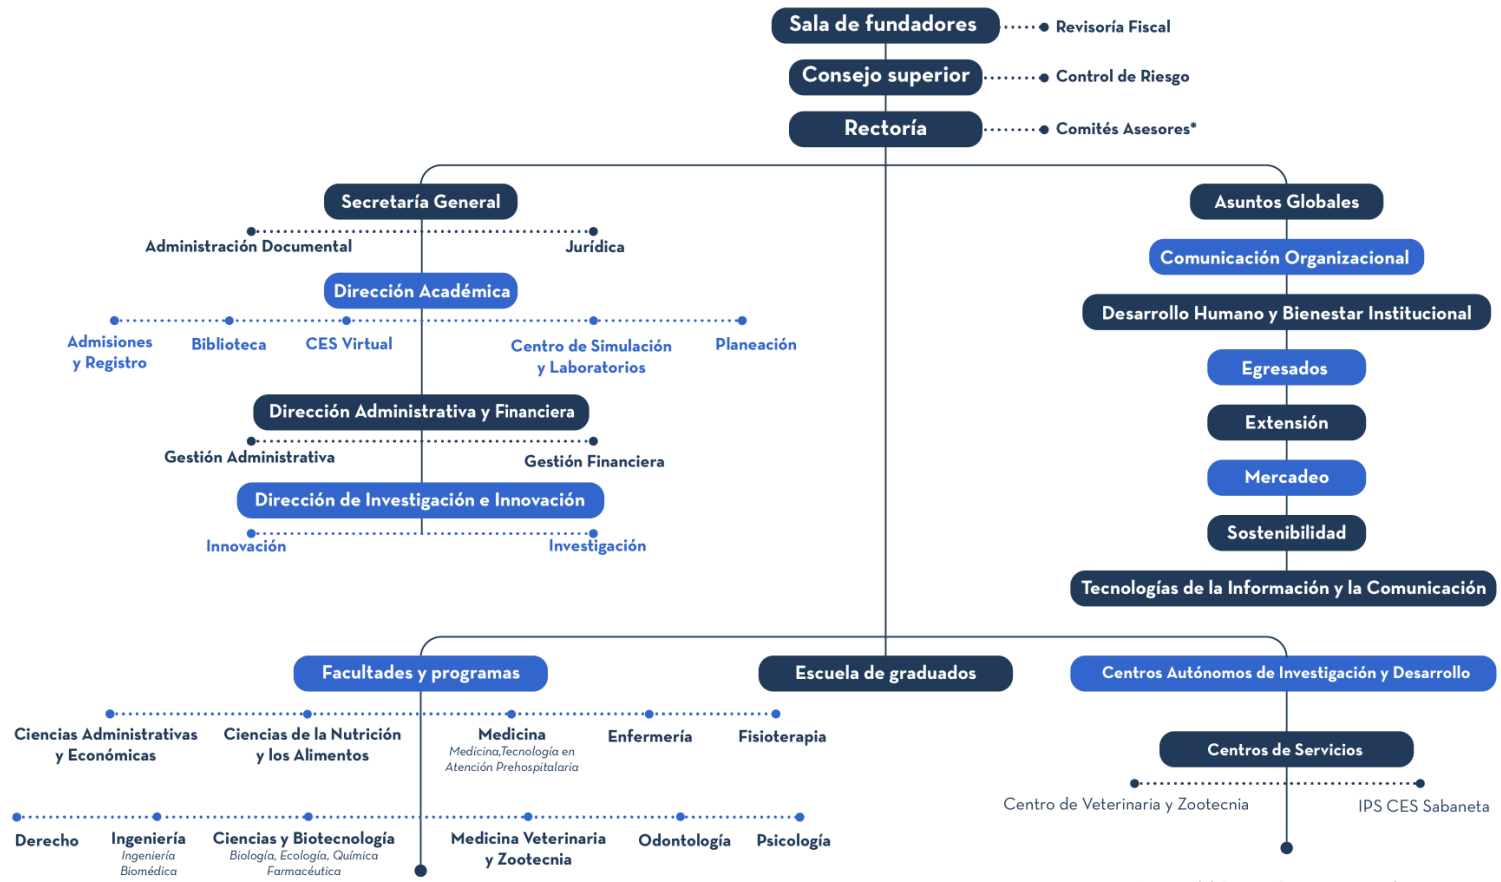 Sala de fundadores
Revisoría Fiscal
Consejo superior
Control de Riesgo
Rectoría
Comités Asesores*
Secretaría General
Administración Documental
Jurídica
Dirección Académica
Admisiones
y Registro
Biblioteca
CES Virtual
Centro de Simulación
y Laboratorios
Planeación
Dirección Administrativa y Financiera
Gestión Administrativa
Gestión Financiera
Dirección de Investigación e Innovación
Innovación
Investigación
Asuntos Globales
Comunicación Organizacional
Desarrollo Humano y Bienestar Institucional
Egresados
Extensión
Mercadeo
Sostenibilidad
Tecnologías de la Información y la Comunicación
Facultades y programas
Ciencias Administrativas
y Económicas
Ciencias de la Nutrición
y los Alimentos
Medicina
Medicina,Tecnología en
Atención Prehospitalaria
Enfermería
Fisioterapia
Derecho
Ingeniería
Ingeniería
Biomédica
Ciencias y Biotecnología
Biología, Ecología, Química
Farmacéutica
Medicina Veterinaria
y Zootecnia
Odontología
Psicología
Escuela de graduados
Centros Autónomos de Investigación y Desarrollo
Centros de Servicios
Centro de Veterinaria y Zootecnia
IPS CES Sabaneta